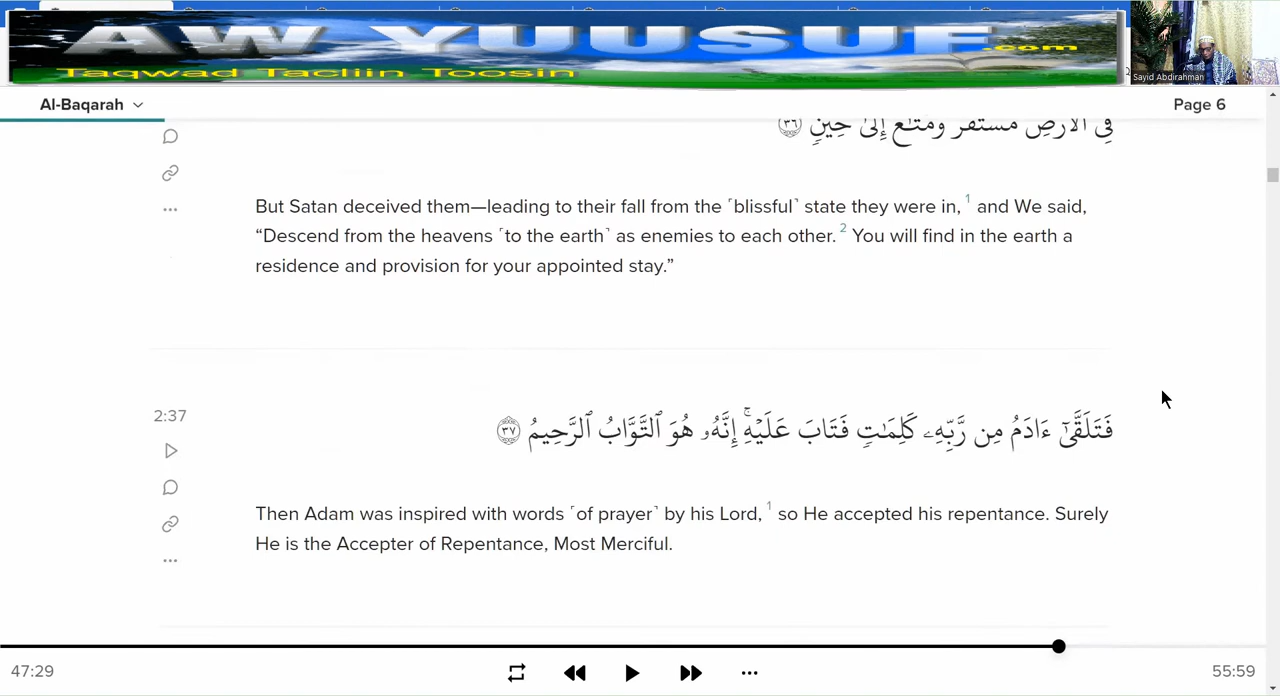 AW YUUSUF.com
Taqwad Tacliin Toosin
Sayid Abdirahman
Al-Baqarah
Page 6
فِى ٱلْأَرْضِ مُسْتَقَرٌّۭ وَمَتَـٰعٌ إِلَىٰ حِينٍۢ ٣٦
But Satan deceived them—leading to their fall from the ˹blissful˺ state they were in,1 and We said,
“Descend from the heavens ˹to the earth˺ as enemies to each other.2 You will find in the earth a
residence and provision for your appointed stay.”
2:37
فَتَلَقَّىٰٓ ءَادَمُ مِن رَّبِّهِۦ كَلِمَـٰتٍۢ فَتَابَ عَلَيْهِ ۚ إِنَّهُۥ هُوَ ٱلتَّوَّابُ ٱلرَّحِيمُ ٣٧
Then Adam was inspired with words ˹of prayer˺ by his Lord,1 so He accepted his repentance. Surely
He is the Accepter of Repentance, Most Merciful.
47:29
55:59